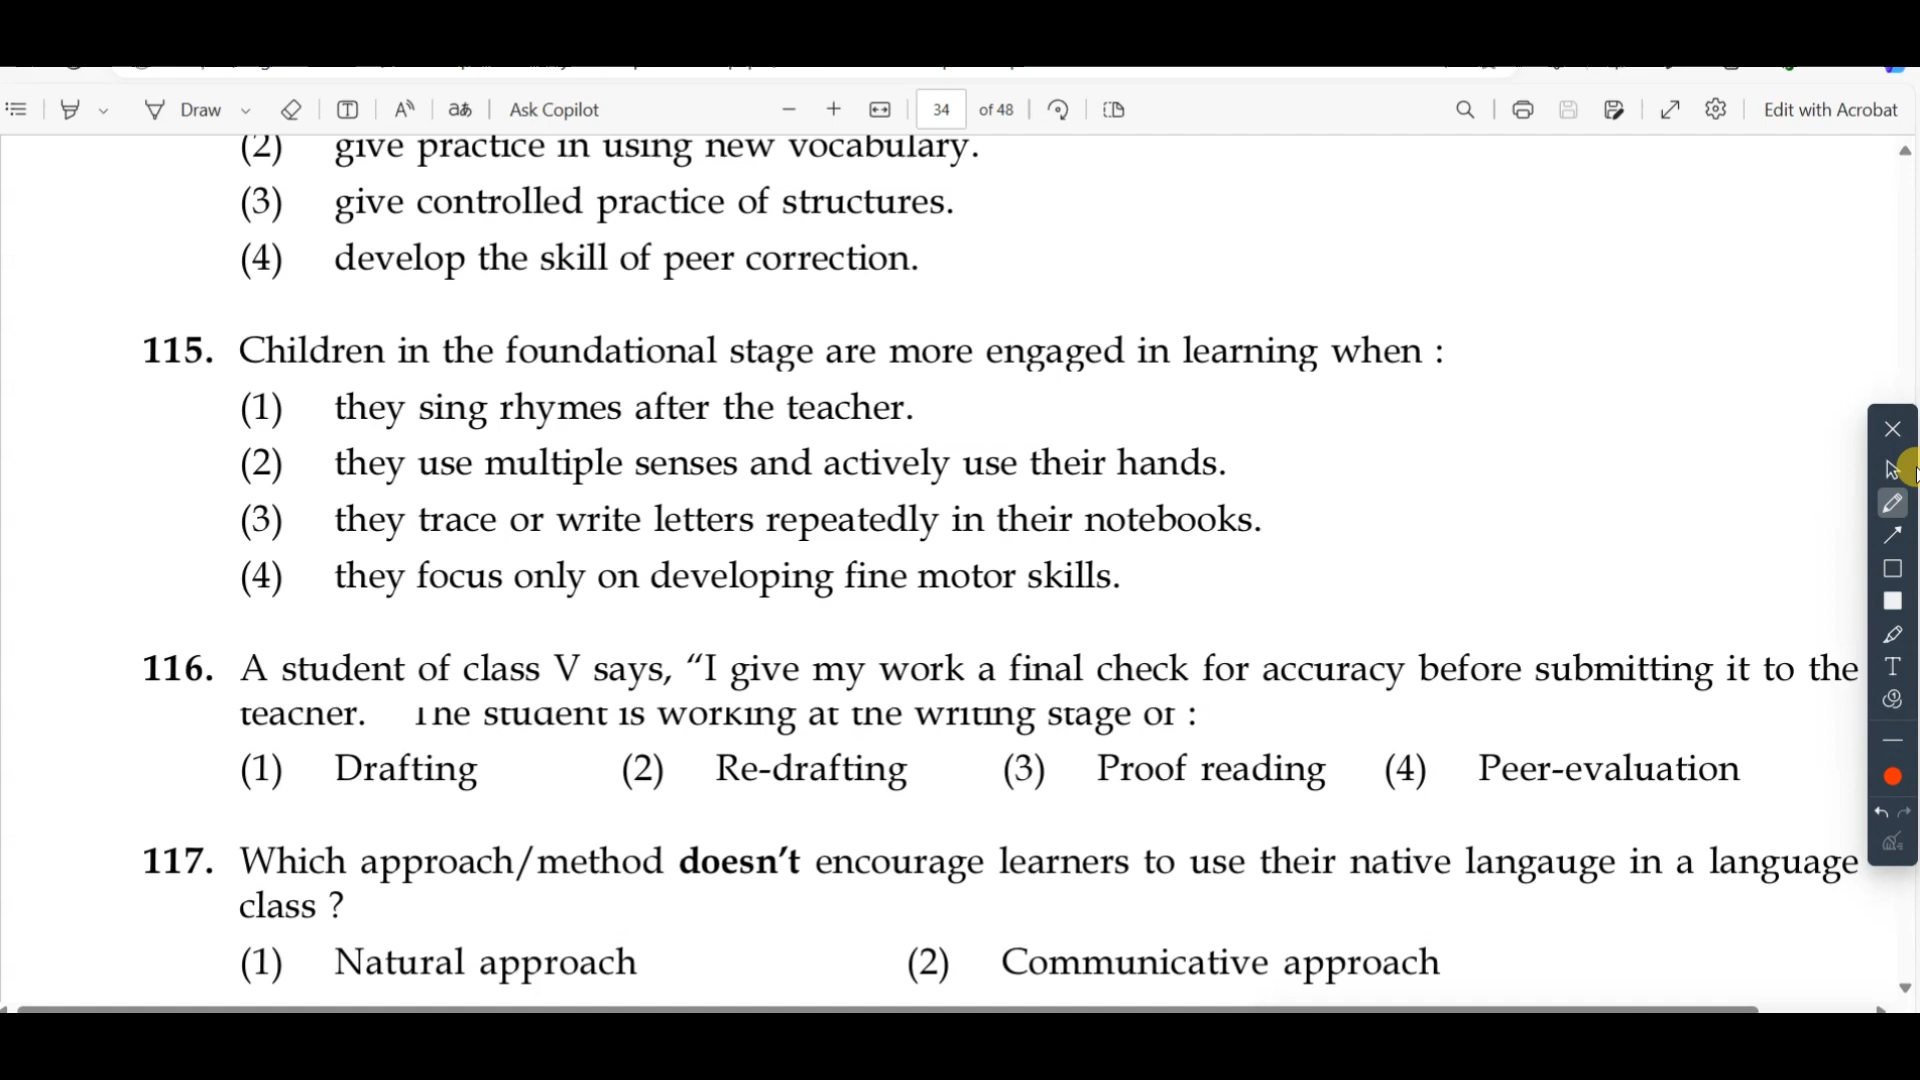 Draw
aあ
Ask Copilot
34
of 48
Edit with Acrobat
(2) give practice in using new vocabulary.
(3) give controlled practice of structures.
(4) develop the skill of peer correction.
115. Children in the foundational stage are more engaged in learning when :
(1) they sing rhymes after the teacher.
(2) they use multiple senses and actively use their hands.
(3) they trace or write letters repeatedly in their notebooks.
(4) they focus only on developing fine motor skills.
116. A student of class V says, “I give my work a final check for accuracy before submitting it to the
teacher. The student is working at the writing stage of :
(1) Drafting (2) Re-drafting (3) Proof reading (4) Peer-evaluation
117. Which approach/method doesn’t encourage learners to use their native langauge in a language
class ?
(1) Natural approach (2) Communicative approach